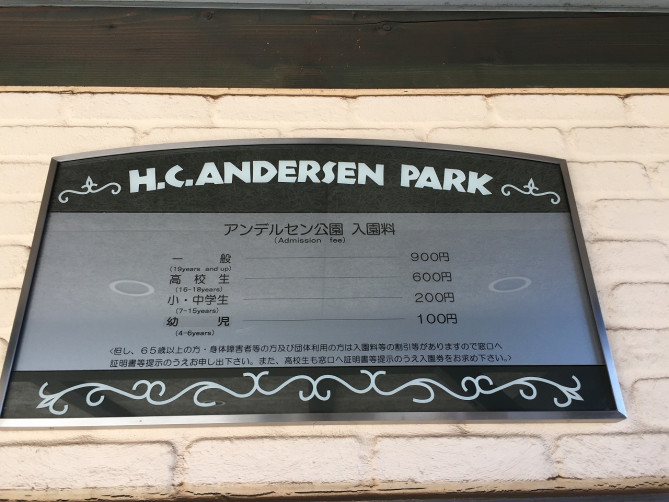 H.C.ANDERSEN PARK
アンデルセン公園 入園料
(Admission fee)
一般 900円
(19years and up)
高校生 600円
(16-18years)
小・中学生 200円
(7-15years)
幼児 100円
(4-6years)
<但し、65歳以上の方・身体障害者等の方及び団体利用の方は入園料等の割引等がありますので窓口へ
証明書等提示のうえお申し出下さい。また、高校生も窓口へ証明書等提示のうえ入園券をお求め下さい。>